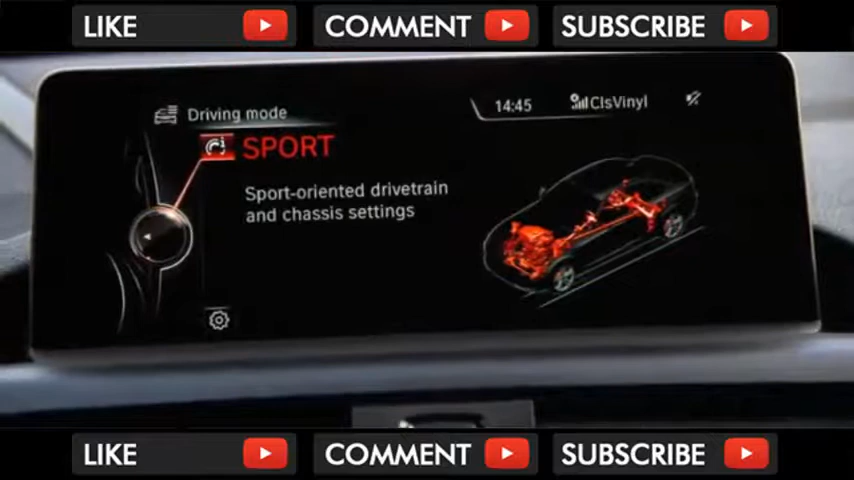 LIKE COMMENT SUBSCRIBE
Driving mode 14:45 ClsVinyl
SPORT
Sport-oriented drivetrain
and chassis settings
LIKE COMMENT SUBSCRIBE